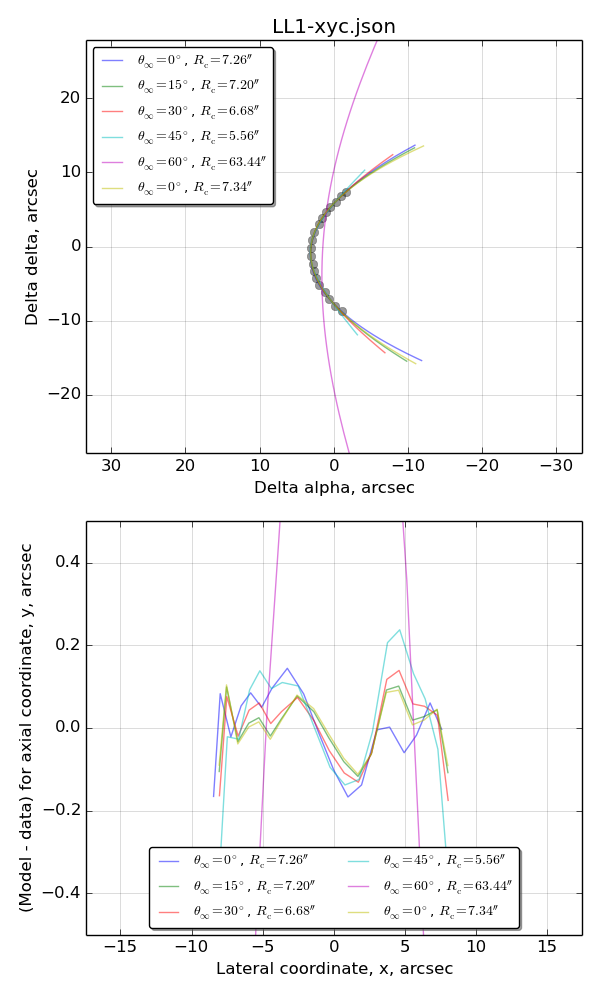 LL1-xyc.json
θ∞ = 0°, Rc = 7.26″
θ∞ = 15°, Rc = 7.20″
θ∞ = 30°, Rc = 6.68″
θ∞ = 45°, Rc = 5.56″
θ∞ = 60°, Rc = 63.44″
θ∞ = 0°, Rc = 7.34″
Delta delta, arcsec
20
10
0
−10
−20
30 20 10 0 −10 −20 −30
Delta alpha, arcsec
(Model - data) for axial coordinate, y, arcsec
0.4
0.2
0.0
−0.2
−0.4
θ∞ = 0°, Rc = 7.26″ θ∞ = 45°, Rc = 5.56″
θ∞ = 15°, Rc = 7.20″ θ∞ = 60°, Rc = 63.44″
θ∞ = 30°, Rc = 6.68″ θ∞ = 0°, Rc = 7.34″
−15 −10 −5 0 5 10 15
Lateral coordinate, x, arcsec